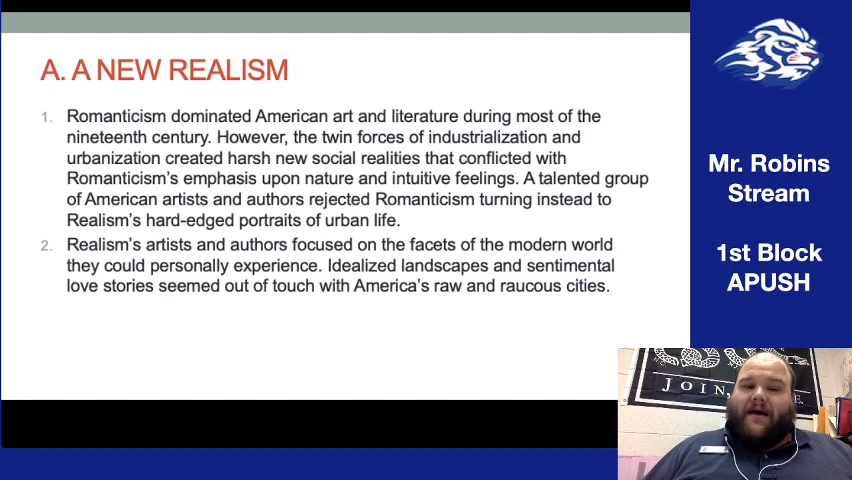 A. A NEW REALISM
1. Romanticism dominated American art and literature during most of the
nineteenth century. However, the twin forces of industrialization and
urbanization created harsh new social realities that conflicted with
Romanticism's emphasis upon nature and intuitive feelings. A talented group
of American artists and authors rejected Romanticism turning instead to
Realism's hard-edged portraits of urban life.
2. Realism's artists and authors focused on the facets of the modern world
they could personally experience. Idealized landscapes and sentimental
love stories seemed out of touch with America's raw and raucous cities.
Mr. Robins
Stream
1st Block
APUSH
JOIN,